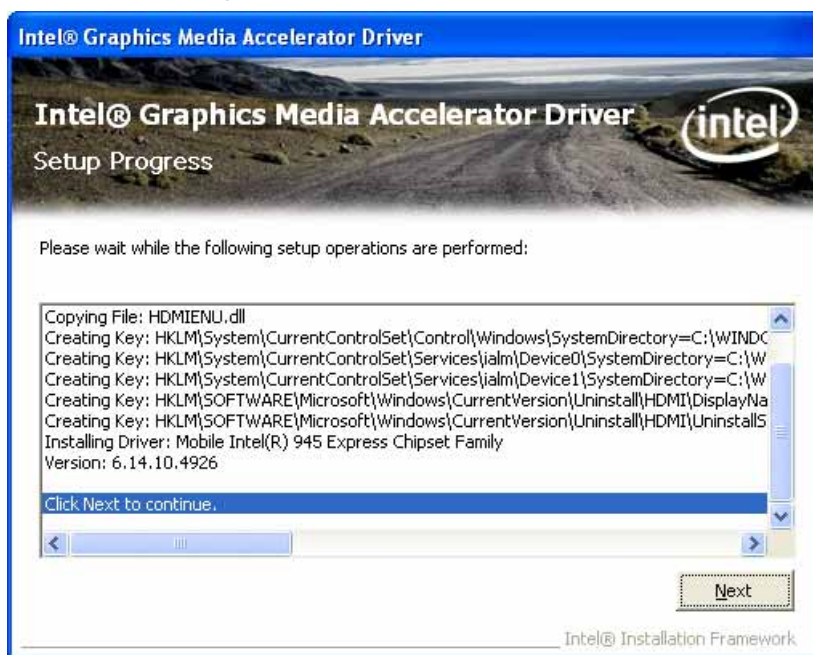 Intel® Graphics Media Accelerator Driver
Intel® Graphics Media Accelerator Driver
intel
Setup Progress
Please wait while the following setup operations are performed:
Copying File: HDMIENU.dll
Creating Key: HKLM\System\CurrentControlSet\Control\Windows\SystemDirectory=C:\WINDO
Creating Key: HKLM\System\CurrentControlSet\Services\ialm\Device0\SystemDirectory=C:\W
Creating Key: HKLM\System\CurrentControlSet\Services\ialm\Device1\SystemDirectory=C:\W
Creating Key: HKLM\SOFTWARE\Microsoft\Windows\CurrentVersion\Uninstall\HDMI\DisplayNa
Creating Key: HKLM\SOFTWARE\Microsoft\Windows\CurrentVersion\Uninstall\HDMI\UninstallS
Installing Driver: Mobile Intel(R) 945 Express Chipset Family
Version: 6.14.10.4926
Click Next to continue.
Next
Intel® Installation Framework